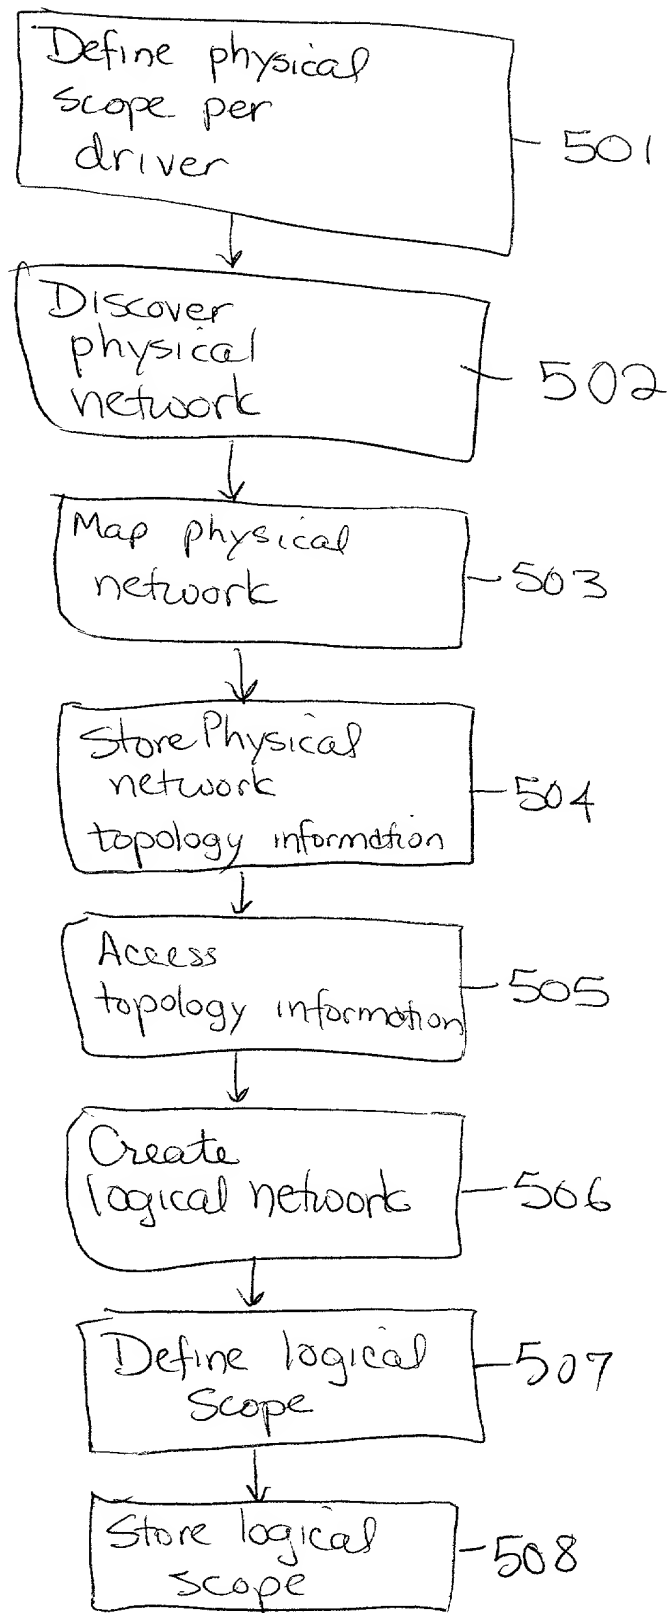 Define physical
scope per
driver
501
Discover
physical
network
502
Map physical
network
503
Store Physical
network
topology information
504
Access
topology information
505
Create
logical network
506
Define logical
Scope
507
Store logical
scope
508